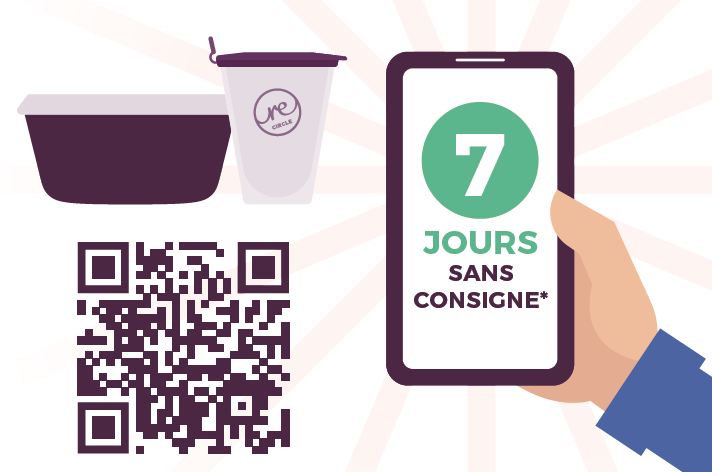 re
CIRCLE
7
JOURS
SANS
CONSIGNE*